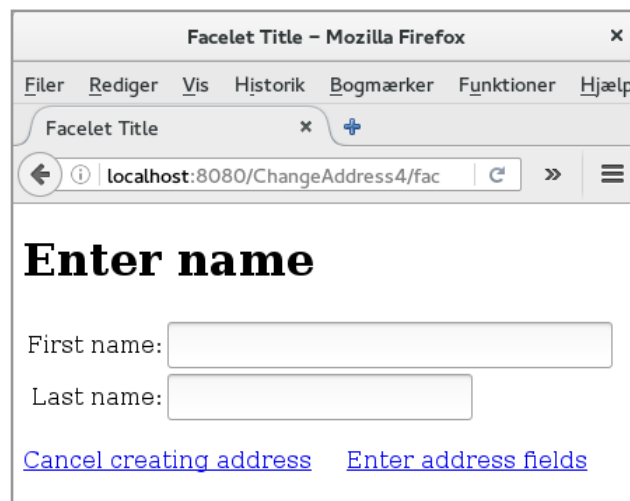 Facelet Title – Mozilla Firefox
Filer Rediger Vis Historik Bogmærker Funktioner Hjælp
Facelet Title
localhost:8080/ChangeAddress4/fac
Enter name
First name:
Last name:
Cancel creating address Enter address fields